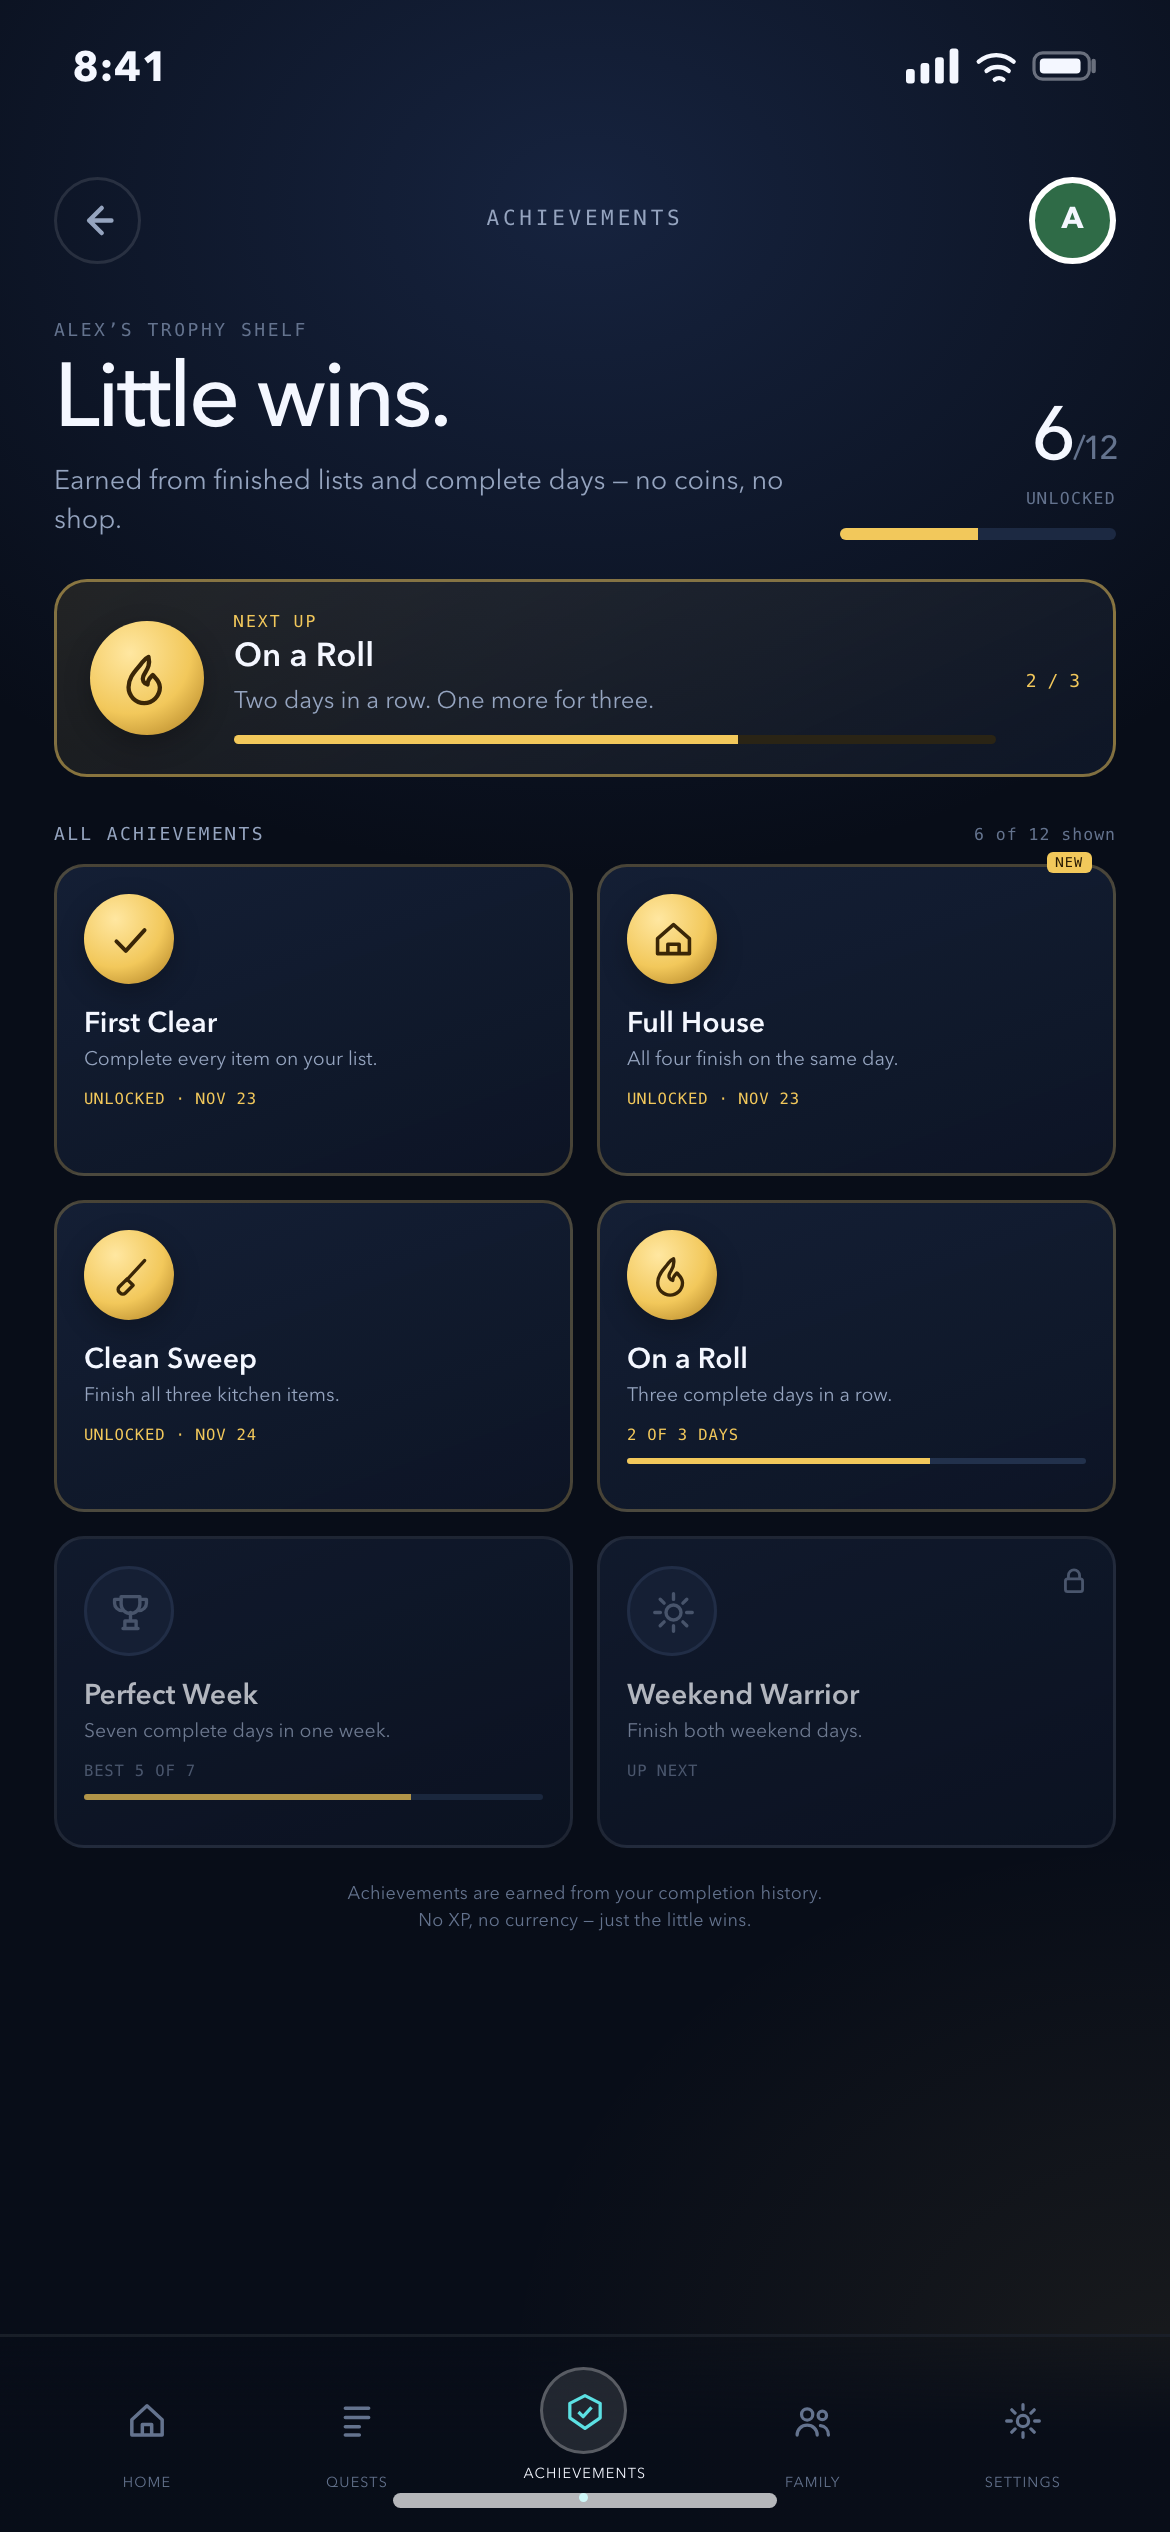 8:41
ACHIEVEMENTS
A
ALEX’S TROPHY SHELF
Little wins.
Earned from finished lists and complete days – no coins, no
shop.
6/12
UNLOCKED
NEXT UP
On a Roll
Two days in a row. One more for three.
2 / 3
ALL ACHIEVEMENTS
6 of 12 shown
NEW
First Clear
Complete every item on your list.
UNLOCKED · NOV 23
Full House
All four finish on the same day.
UNLOCKED · NOV 23
Clean Sweep
Finish all three kitchen items.
UNLOCKED · NOV 24
On a Roll
Three complete days in a row.
2 OF 3 DAYS
Perfect Week
Seven complete days in one week.
BEST 5 OF 7
Weekend Warrior
Finish both weekend days.
UP NEXT
Achievements are earned from your completion history.
No XP, no currency – just the little wins.
HOME
QUESTS
ACHIEVEMENTS
FAMILY
SETTINGS